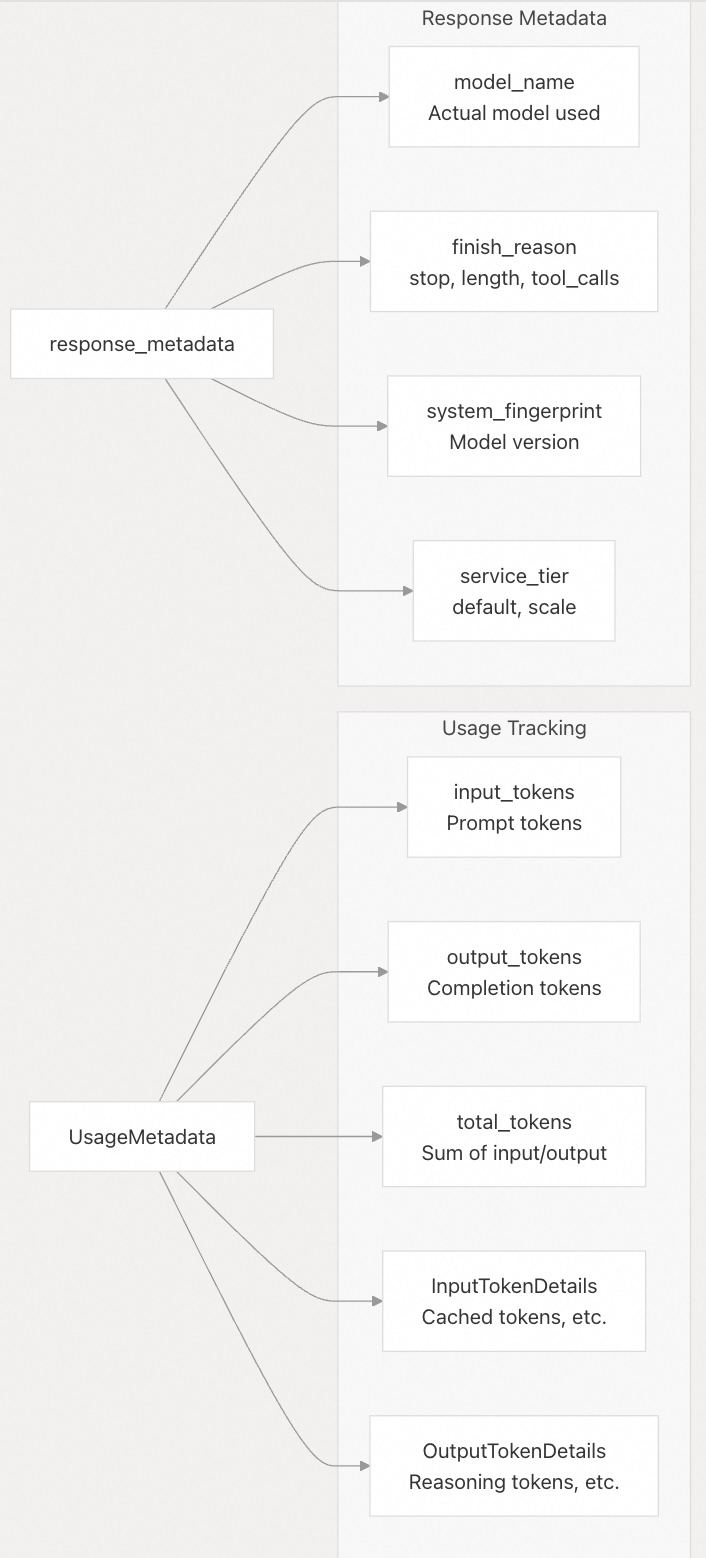 Response Metadata
model_name
Actual model used
finish_reason
stop, length, tool_calls
response_metadata
system_fingerprint
Model version
service_tier
default, scale
Usage Tracking
input_tokens
Prompt tokens
output_tokens
Completion tokens
UsageMetadata
total_tokens
Sum of input/output
InputTokenDetails
Cached tokens, etc.
OutputTokenDetails
Reasoning tokens, etc.